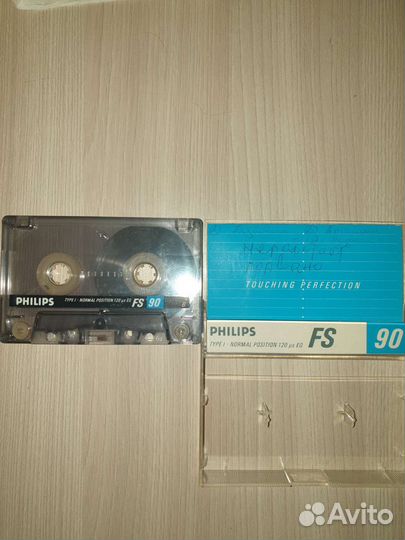 PHILIPS
TYPE I · NORMAL POSITION 120 µs EQ
FS 90
TOUCHING PERFECTION
PHILIPS
TYPE I · NORMAL POSITION 120 µs EQ
FS
90
Avito